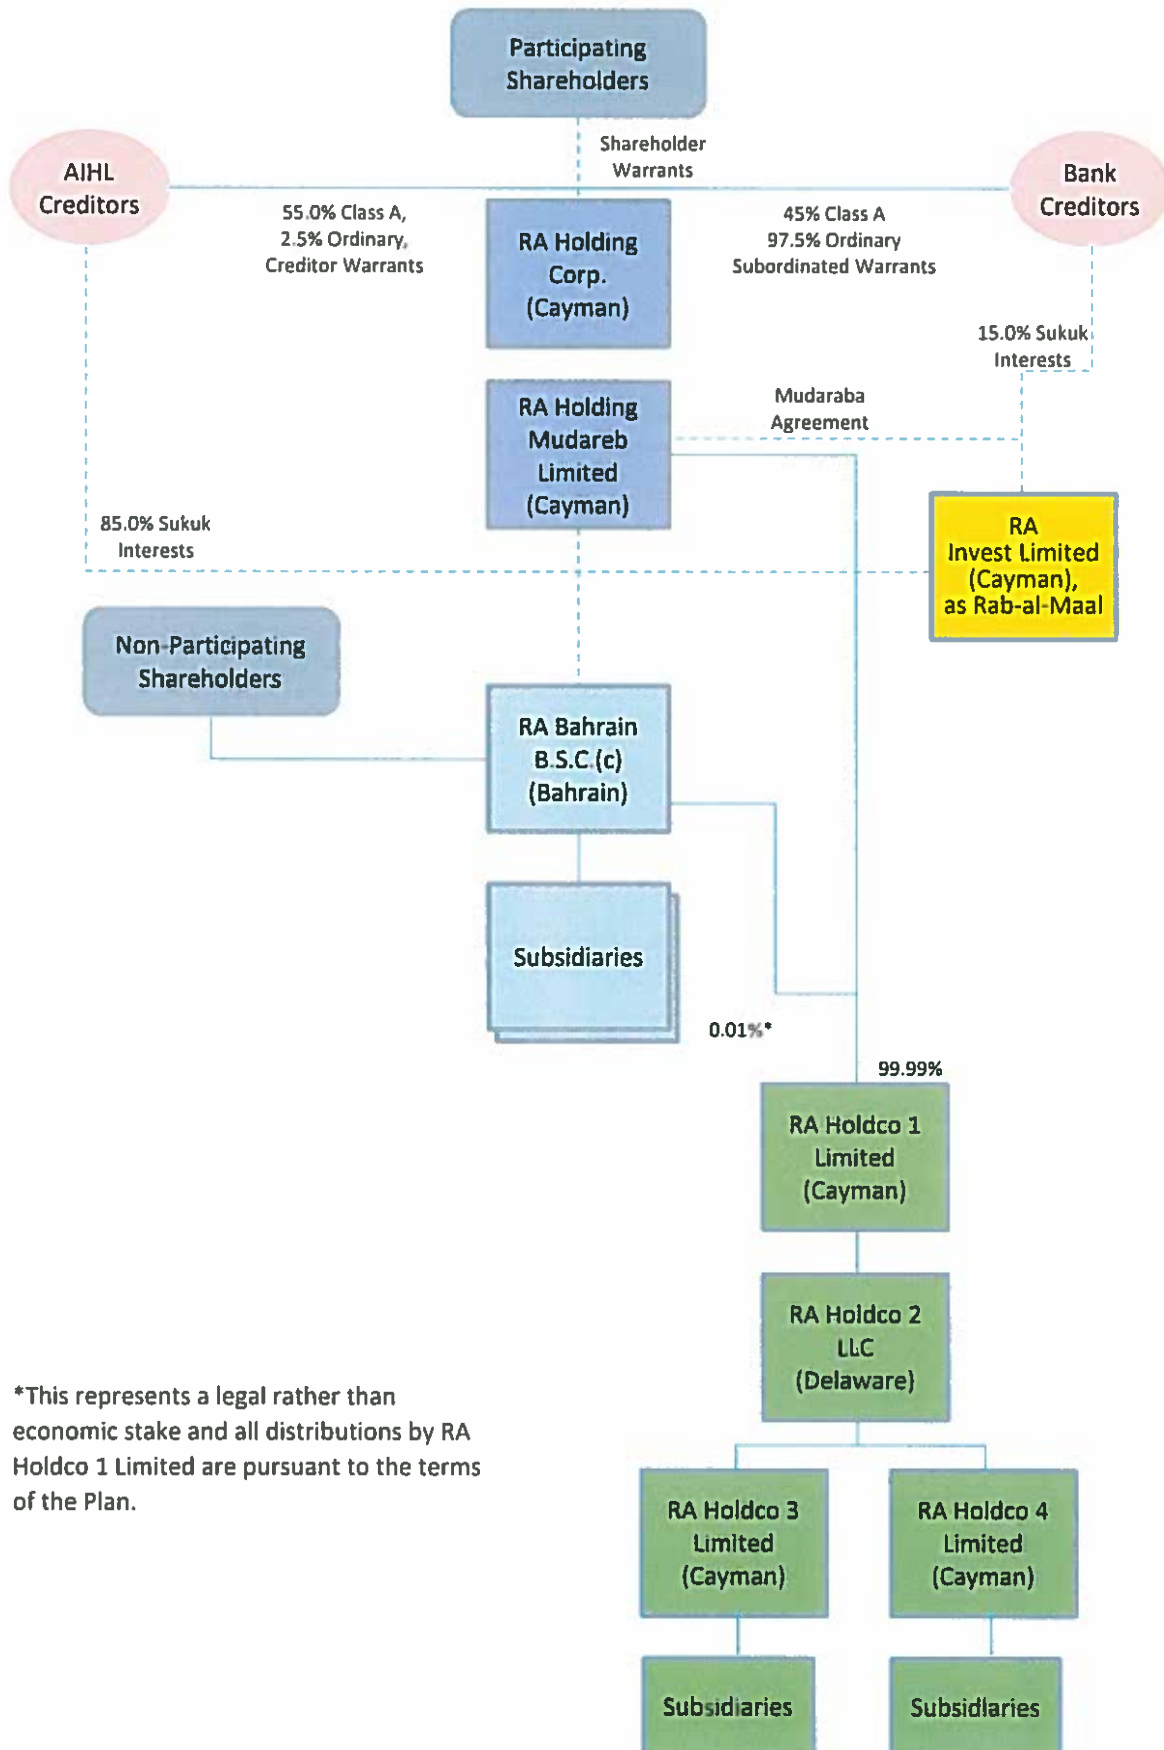 Participating
Shareholders
Shareholder
Warrants
AIHL
Creditors
Bank
Creditors
55.0% Class A,
2.5% Ordinary,
Creditor Warrants
45% Class A
97.5% Ordinary
Subordinated Warrants
RA Holding
Corp.
(Cayman)
15.0% Sukuk
Interests
RA Holding
Mudareb
Limited
(Cayman)
Mudaraba
Agreement
85.0% Sukuk
Interests
RA
Invest Limited
(Cayman),
as Rab-al-Maal
Non-Participating
Shareholders
RA Bahrain
B.S.C.(c)
(Bahrain)
Subsidiaries
0.01%*
99.99%
RA Holdco 1
Limited
(Cayman)
RA Holdco 2
LLC
(Delaware)
*This represents a legal rather than
economic stake and all distributions by RA
Holdco 1 Limited are pursuant to the terms
of the Plan.
RA Holdco 3
Limited
(Cayman)
RA Holdco 4
Limited
(Cayman)
Subsidiaries
Subsidiaries